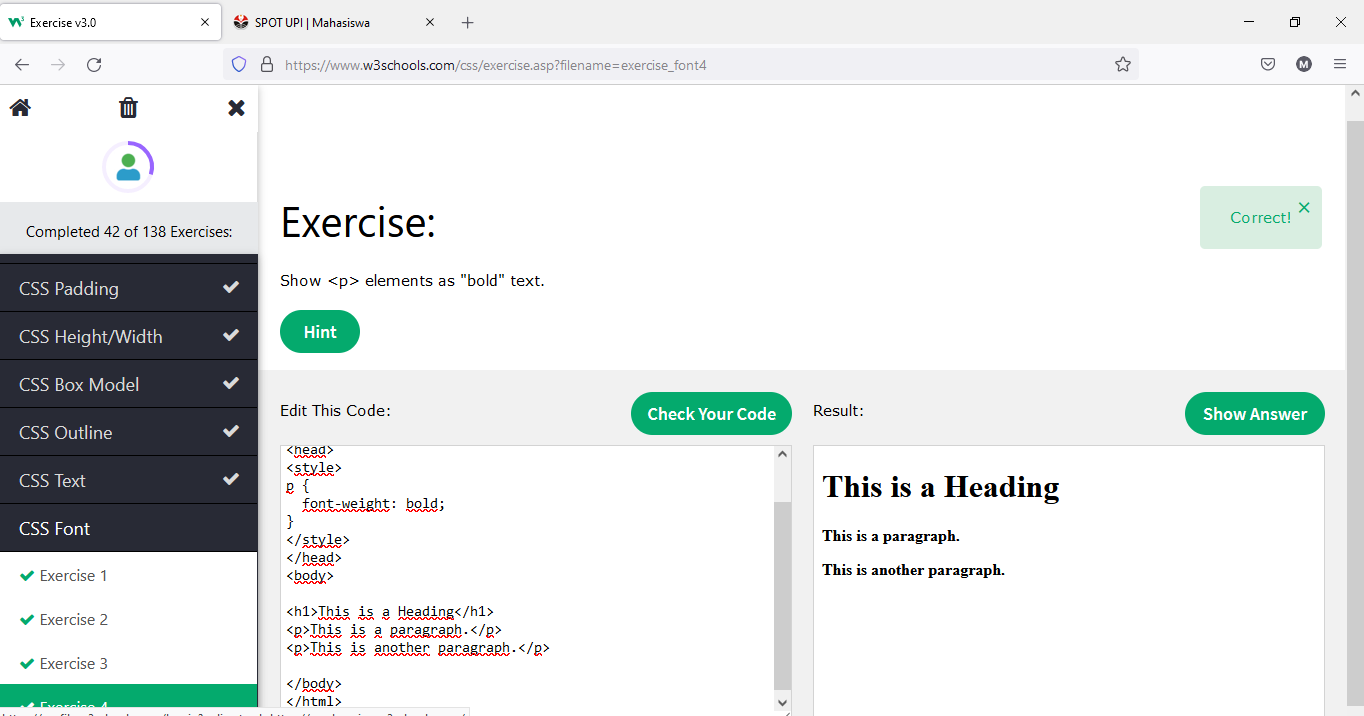 Exercise v3.0
SPOT UPI | Mahasiswa
https://www.w3schools.com/css/exercise.asp?filename=exercise_font4
M
Completed 42 of 138 Exercises:
CSS Padding
CSS Height/Width
CSS Box Model
CSS Outline
CSS Text
CSS Font
Exercise 1
Exercise 2
Exercise 3
Exercise 4
Exercise:
Correct!
Show <p> elements as "bold" text.
Hint
Edit This Code:
Check Your Code
<head>
<style>
p {
  font-weight: bold;
}
</style>
</head>
<body>
<h1>This is a Heading</h1>
<p>This is a paragraph.</p>
<p>This is another paragraph.</p>
</body>
</html>
Result:
Show Answer
This is a Heading
This is a paragraph.
This is another paragraph.